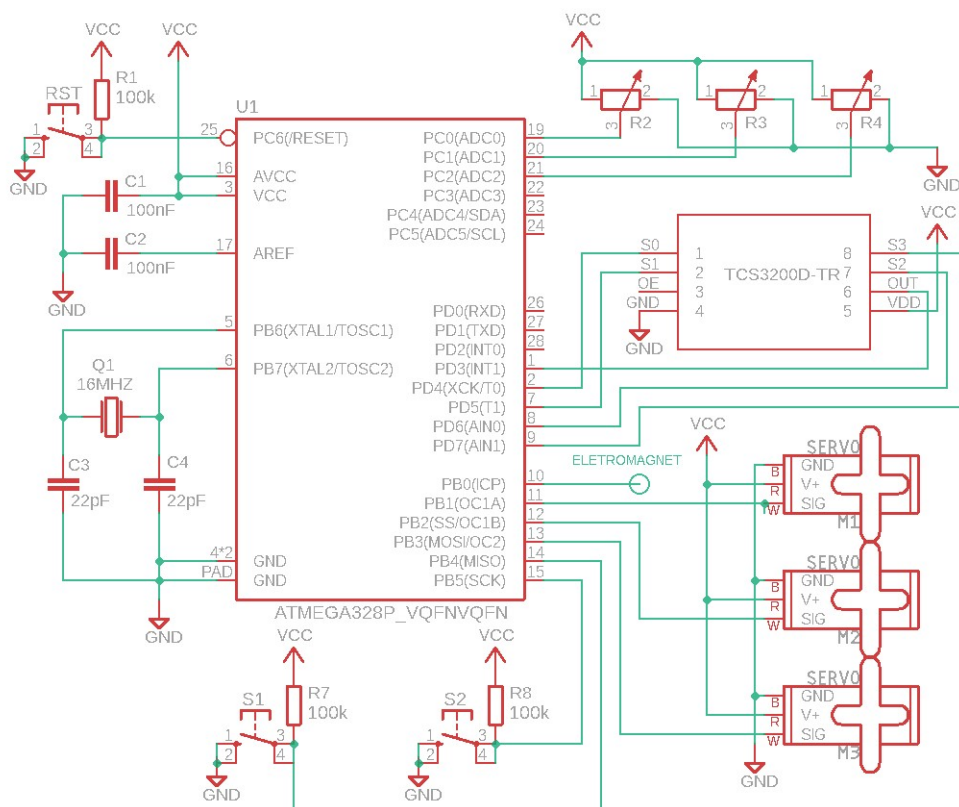 VCC
VCC
R1
100k
RST
1
2
3
4
GND
U1
25
PC6(/RESET)
16
AVCC
3
VCC
C1
100nF
17
AREF
C2
100nF
GND
5
PB6(XTAL1/TOSC1)
6
PB7(XTAL2/TOSC2)
Q1
16MHZ
C3
22pF
C4
22pF
4*2
GND
PAD
GND
GND
PC0(ADC0)
19
PC1(ADC1)
20
PC2(ADC2)
21
PC3(ADC3)
22
PC4(ADC4/SDA)
23
PC5(ADC5/SCL)
24
PD0(RXD)
26
PD1(TXD)
27
PD2(INT0)
28
PD3(INT1)
1
PD4(XCK/T0)
2
PD5(T1)
7
PD6(AIN0)
8
PD7(AIN1)
9
PB0(ICP)
10
PB1(OC1A)
11
PB2(SS/OC1B)
12
PB3(MOSI/OC2)
13
PB4(MISO)
14
PB5(SCK)
15
ATMEGA328P_VQFNVQFN
VCC
1
2
3
R2
1
2
3
R3
1
2
3
R4
GND
VCC
S0
1
S1
2
OE
3
GND
4
TCS3200D-TR
8
S3
7
S2
6
OUT
5
VDD
GND
ELETROMAGNET
VCC
SERVO
B
GND
R
V+
W
SIG
M1
SERVO
B
GND
R
V+
W
SIG
M2
SERVO
B
GND
R
V+
W
SIG
M3
GND
VCC
R7
100k
S1
1
2
3
4
GND
VCC
R8
100k
S2
1
2
3
4
GND